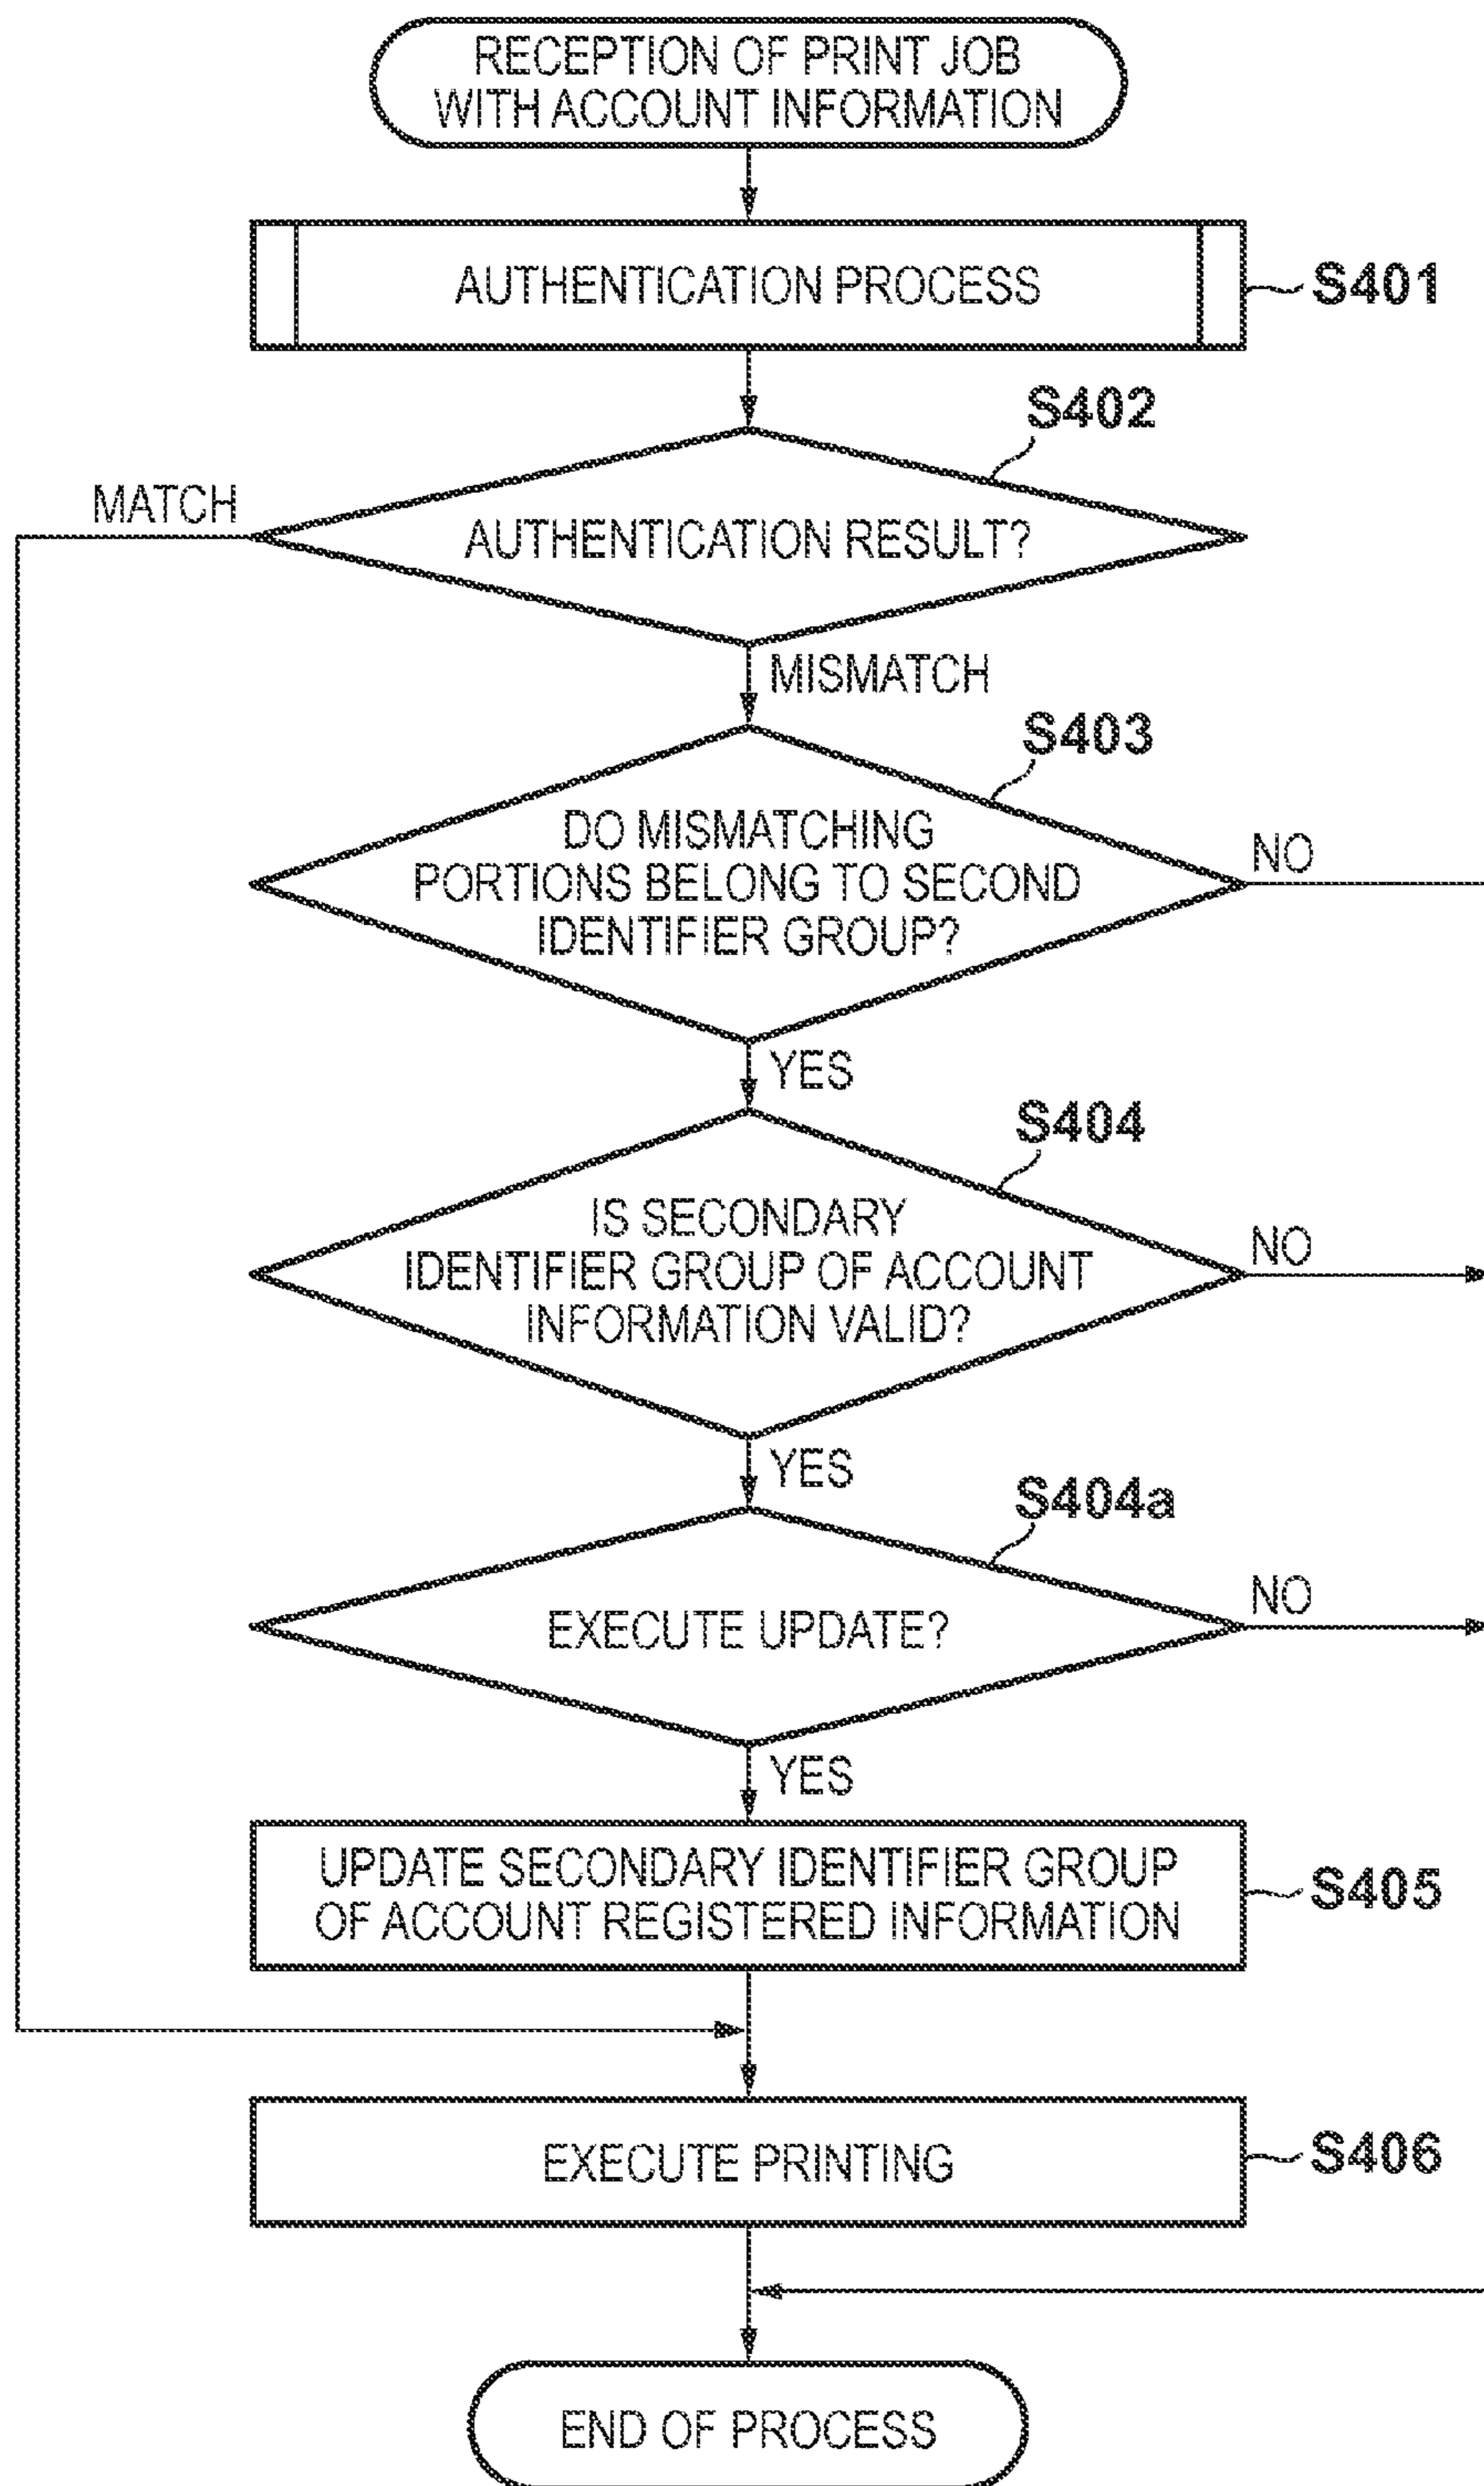 RECEPTION OF PRINT JOB
WITH ACCOUNT INFORMATION
AUTHENTICATION PROCESS
S401
S402
MATCH
AUTHENTICATION RESULT?
MISMATCH
S403
DO MISMATCHING
PORTIONS BELONG TO SECOND
IDENTIFIER GROUP?
NO
YES
S404
IS SECONDARY
IDENTIFIER GROUP OF ACCOUNT
INFORMATION VALID?
NO
YES
S404a
EXECUTE UPDATE?
NO
YES
UPDATE SECONDARY IDENTIFIER GROUP
OF ACCOUNT REGISTERED INFORMATION
S405
EXECUTE PRINTING
S406
END OF PROCESS